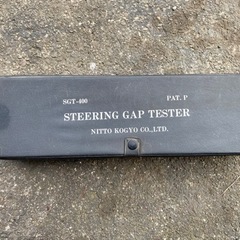 SGT-400 PAT. P
STEERING GAP TESTER
NITTO KOGYO CO.,LTD.